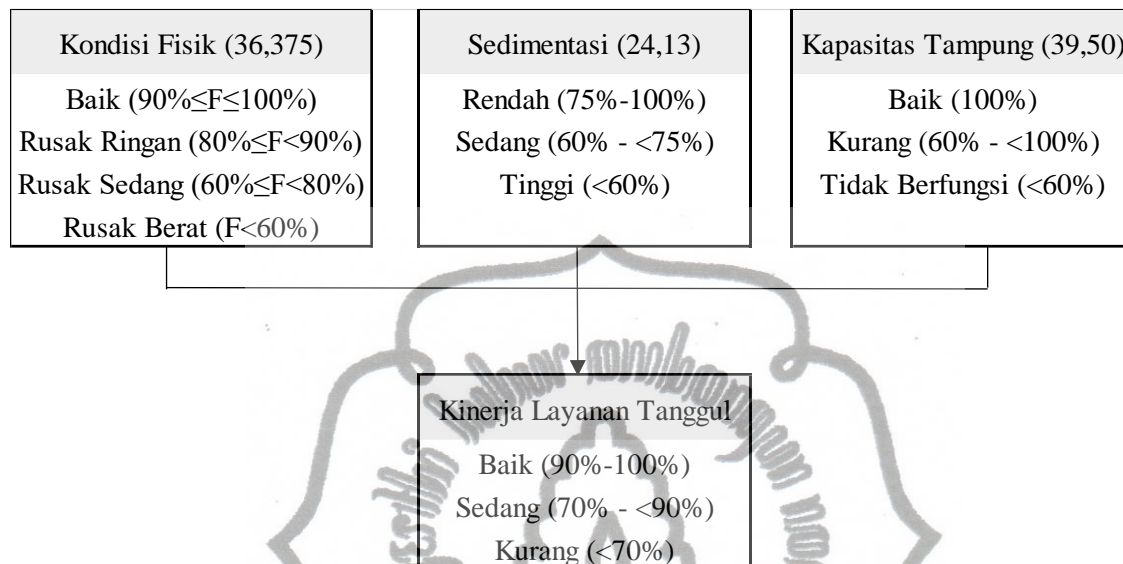 Kondisi Fisik (36,375)
Baik (90%≤F≤100%)
Rusak Ringan (80%≤F<90%)
Rusak Sedang (60%≤F<80%)
Rusak Berat (F<60%)
Sedimentasi (24,13)
Rendah (75%-100%)
Sedang (60% - <75%)
Tinggi (<60%)
Kapasitas Tampung (39,50)
Baik (100%)
Kurang (60% - <100%)
Tidak Berfungsi (<60%)
Kinerja Layanan Tanggul
Baik (90%-100%)
Sedang (70% - <90%)
Kurang (<70%)